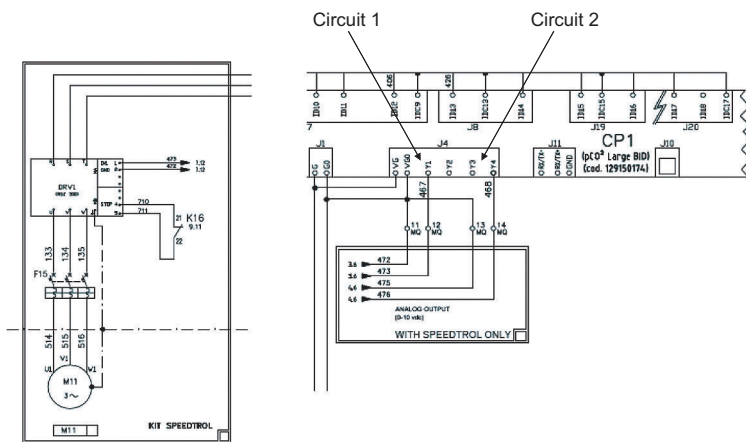 Circuit 1
Circuit 2
406
426
ID10
ID11
ID12
IDC9
ID13
IDC13
ID14
ID15
IDC15
ID16
ID17
ID18
IDC17
7
J8
J19
J20
J1
J4
J11
CP1
J10
(pCO² Large BID)
(cod. 129150174)
G
G0
VG
VG0
Y1
Y2
Y3
Y4
RX/TX-
RX/TX+
GND
467
468
11
MQ
12
MQ
13
MQ
14
MQ
3.6
472
3.6
473
4.6
475
4.6
476
ANALOG OUTPUT
(0-10 vdc)
WITH SPEEDTROL ONLY
DRV1
GND
STEP
473
1.12
472
1.12
710
711
21
K16
9.11
22
U
V
133
134
135
F15
514
515
516
V1
U1
W1
M11
3~
M11
KIT SPEEDTROL